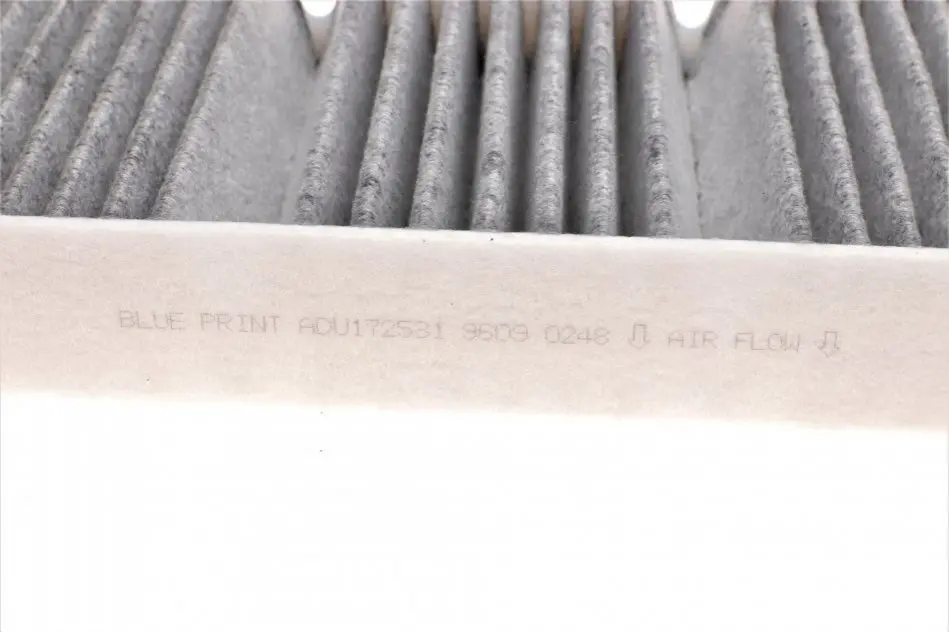 BLUE PRINT ADU172531 9609 0248 ⇩ AIR FLOW ⇩